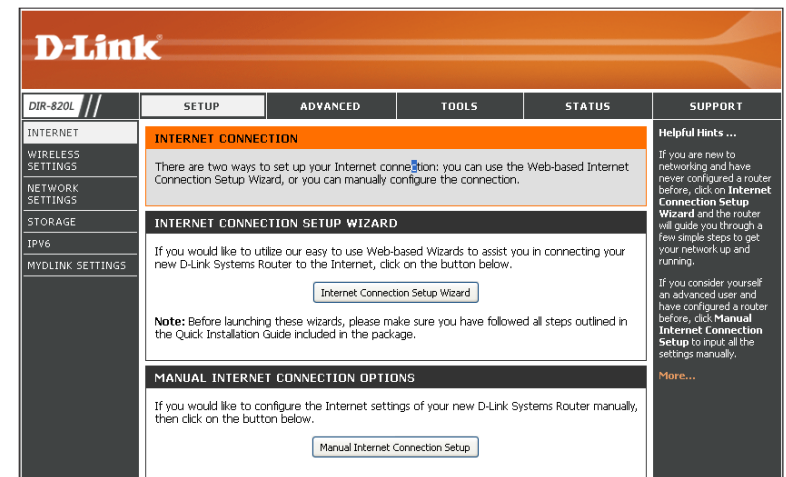 D-Link
DIR-820L
SETUP
ADVANCED
TOOLS
STATUS
SUPPORT
INTERNET
WIRELESS
SETTINGS
NETWORK
SETTINGS
STORAGE
IPV6
MYDLINK SETTINGS
INTERNET CONNECTION
There are two ways to set up your Internet connection: you can use the Web-based Internet
Connection Setup Wizard, or you can manually configure the connection.
INTERNET CONNECTION SETUP WIZARD
If you would like to utilize our easy to use Web-based Wizards to assist you in connecting your
new D-Link Systems Router to the Internet, click on the button below.
Internet Connection Setup Wizard
Note: Before launching these wizards, please make sure you have followed all steps outlined in
the Quick Installation Guide included in the package.
MANUAL INTERNET CONNECTION OPTIONS
If you would like to configure the Internet settings of your new D-Link Systems Router manually,
then click on the button below.
Manual Internet Connection Setup
Helpful Hints ...
If you are new to
networking and have
never configured a router
before, click on Internet
Connection Setup
Wizard and the router
will guide you through a
few simple steps to get
your network up and
running.
If you consider yourself
an advanced user and
have configured a router
before, click Manual
Internet Connection
Setup to input all the
settings manually.
More...